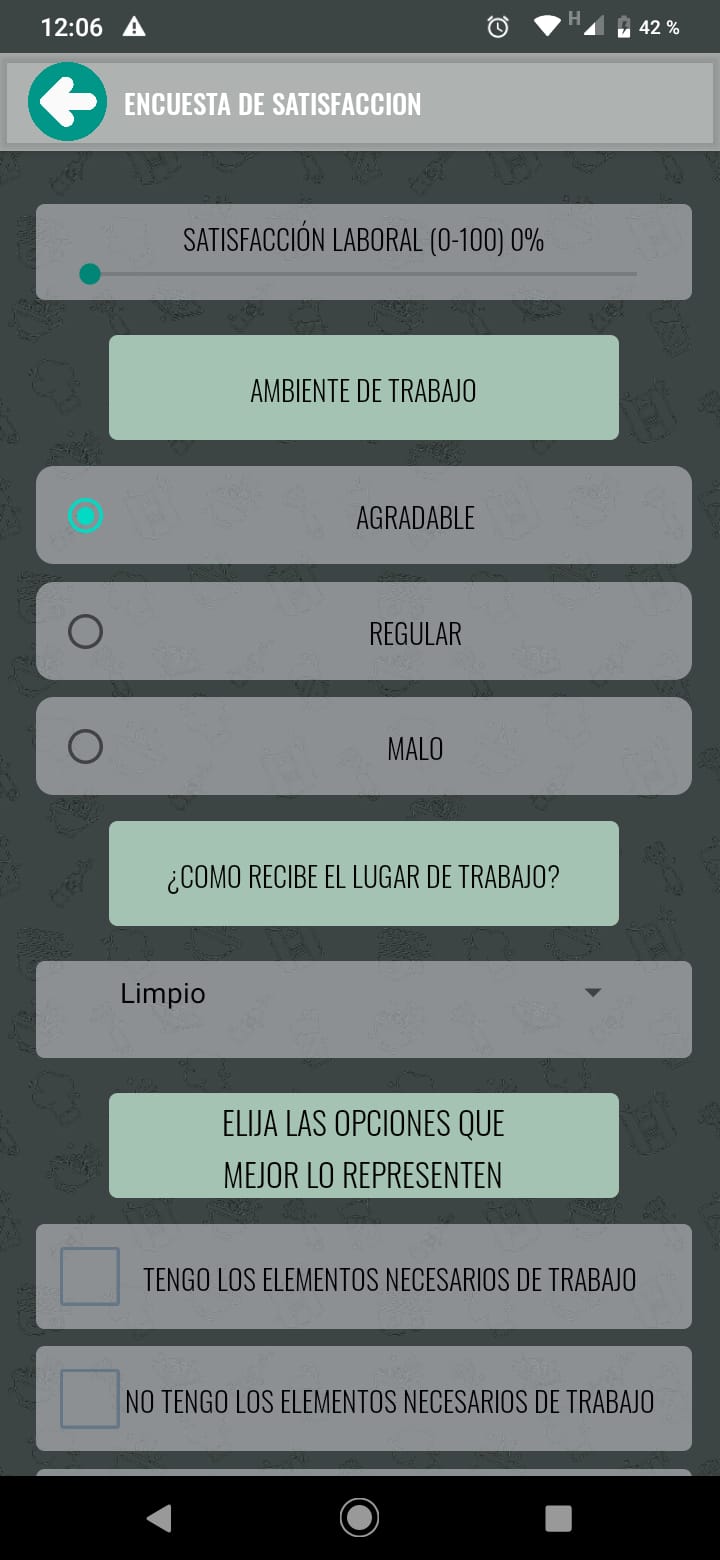 12:06
H
42 %
ENCUESTA DE SATISFACCION
SATISFACCIÓN LABORAL (0-100) 0%
AMBIENTE DE TRABAJO
AGRADABLE
REGULAR
MALO
¿COMO RECIBE EL LUGAR DE TRABAJO?
Limpio
ELIJA LAS OPCIONES QUE
MEJOR LO REPRESENTEN
TENGO LOS ELEMENTOS NECESARIOS DE TRABAJO
NO TENGO LOS ELEMENTOS NECESARIOS DE TRABAJO